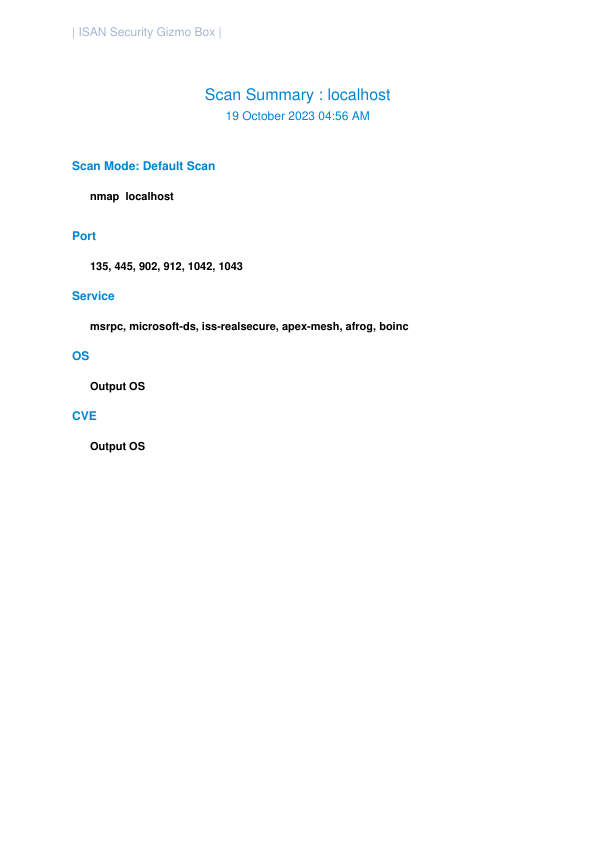 | ISAN Security Gizmo Box |
Scan Summary : localhost
19 October 2023 04:56 AM
Scan Mode: Default Scan
nmap  localhost
Port
135, 445, 902, 912, 1042, 1043
Service
msrpc, microsoft-ds, iss-realsecure, apex-mesh, afrog, boinc
OS
Output OS
CVE
Output OS